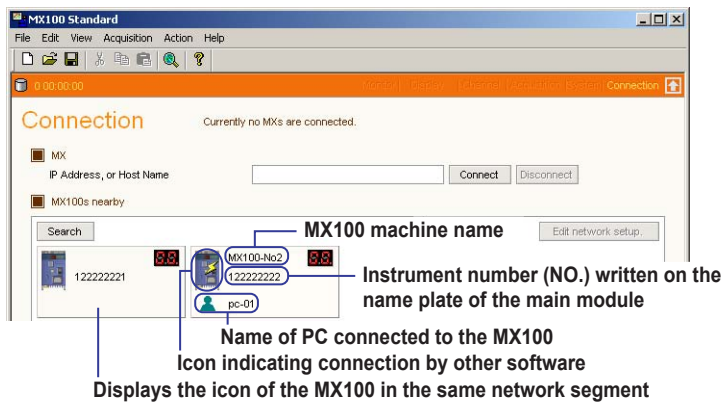 MX100 Standard
File Edit View Acquisition Action Help
0 00:00:00 Monitor Display Channel Acquisition System Connection
Connection Currently no MXs are connected.
MX
IP Address, or Host Name Connect Disconnect
MX100s nearby
Search MX100 machine name Edit network setup.
MX100-No2
122222221 122222222 Instrument number (NO.) written on the
name plate of the main module
pc-01
Name of PC connected to the MX100
Icon indicating connection by other software
Displays the icon of the MX100 in the same network segment